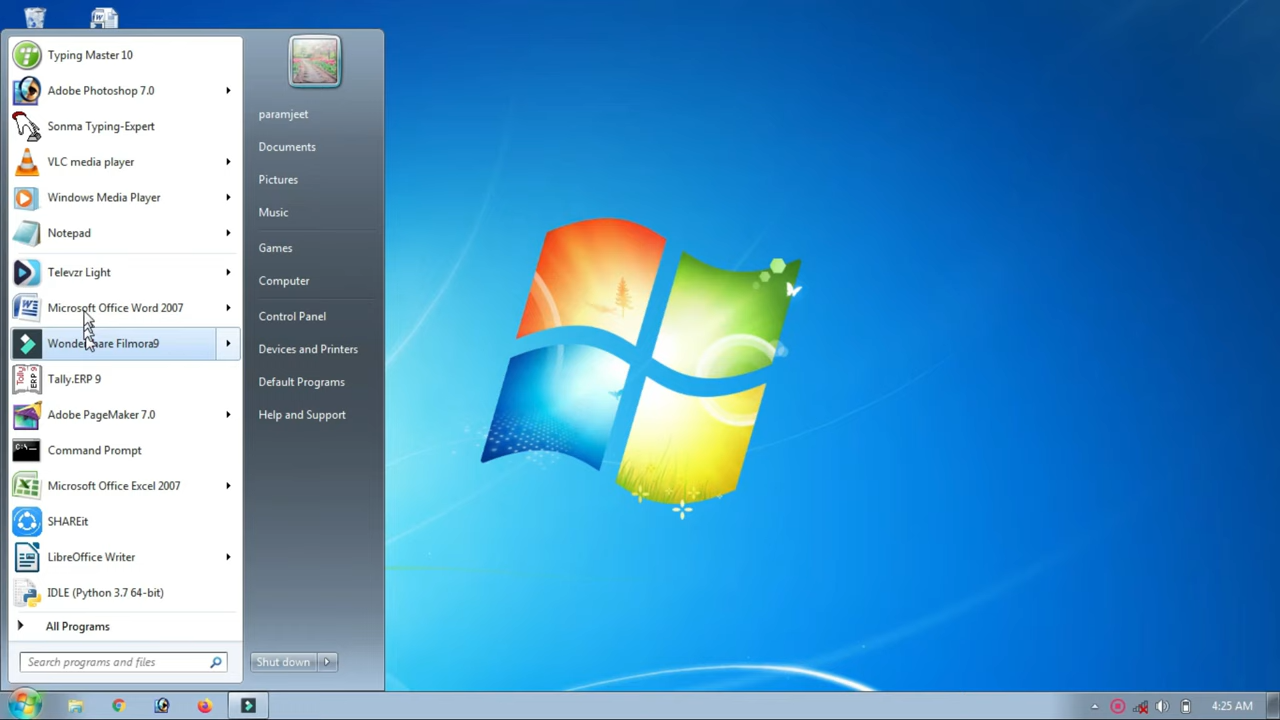 Typing Master 10
Adobe Photoshop 7.0
Sonma Typing-Expert
VLC media player
Windows Media Player
Notepad
Televzr Light
Microsoft Office Word 2007
Wondershare Filmora9
Tally.ERP 9
Adobe PageMaker 7.0
Command Prompt
Microsoft Office Excel 2007
SHAREit
LibreOffice Writer
IDLE (Python 3.7 64-bit)
All Programs
Search programs and files
paramjeet
Documents
Pictures
Music
Games
Computer
Control Panel
Devices and Printers
Default Programs
Help and Support
Shut down
4:25 AM